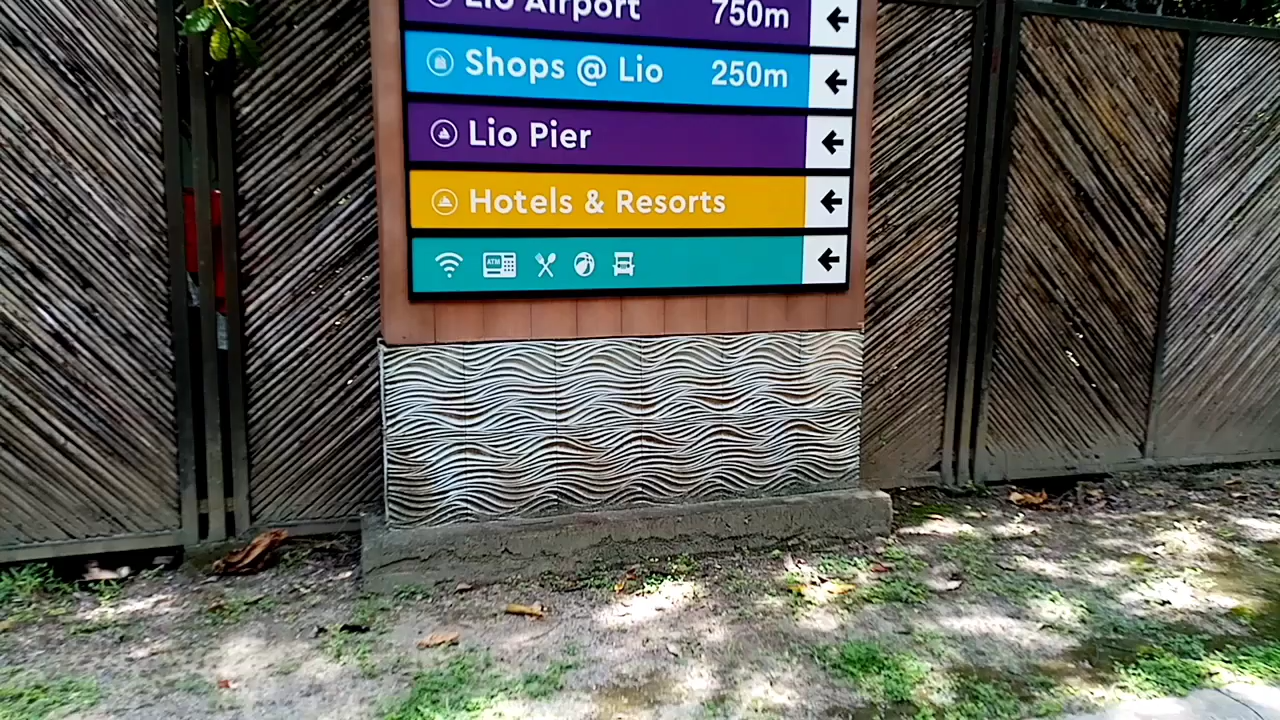 Lio Airport 750m
Shops @ Lio 250m
Lio Pier
Hotels & Resorts
ATM